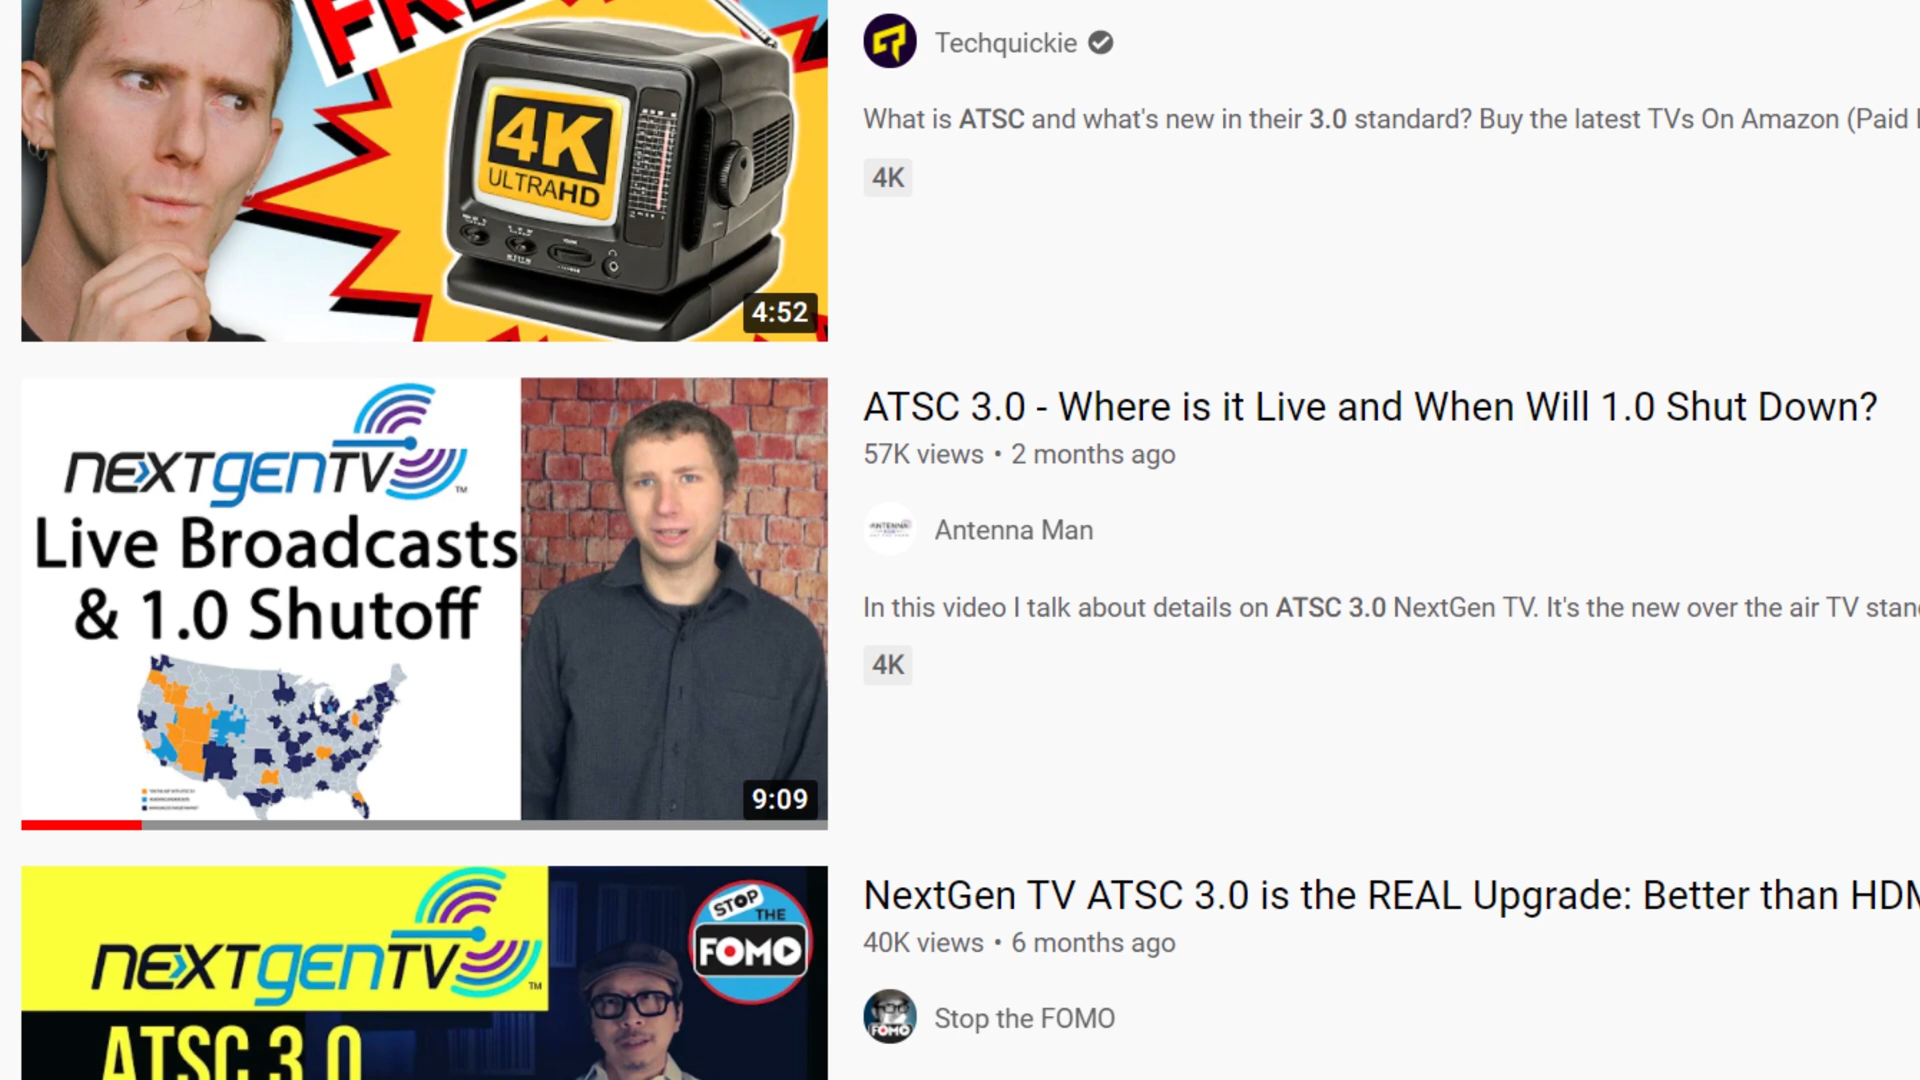 4K
ULTRAHD
4:52
Techquickie
What is ATSC and what's new in their 3.0 standard? Buy the latest TVs On Amazon (Paid
4K
NEXTGENTV
TM
Live Broadcasts
& 1.0 Shutoff
9:09
ATSC 3.0 - Where is it Live and When Will 1.0 Shut Down?
57K views • 2 months ago
ANTENNA
Antenna Man
In this video I talk about details on ATSC 3.0 NextGen TV. It's the new over the air TV
4K
NEXTGENTV
TM
ATSC 3.0
STOP
THE
FOMO
NextGen TV ATSC 3.0 is the REAL Upgrade: Better than
40K views • 6 months ago
FOMO
Stop the FOMO